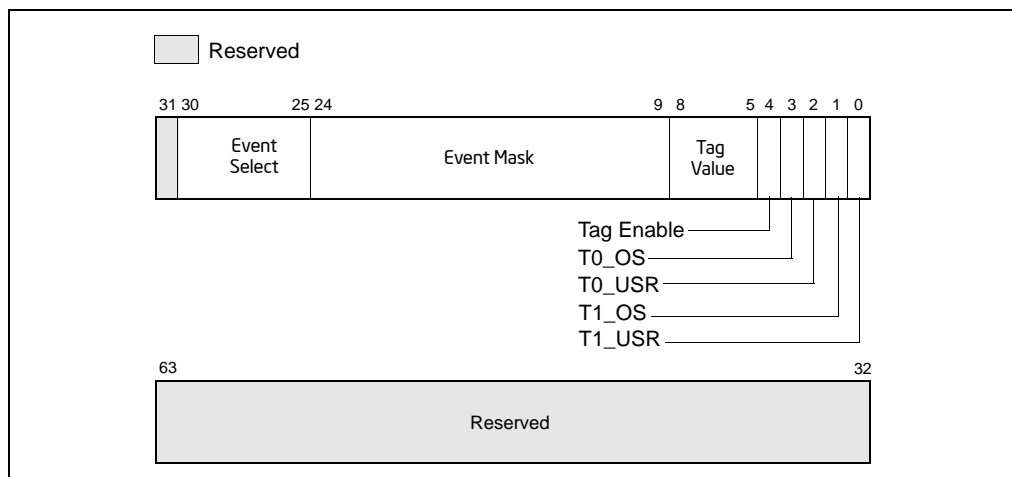 Reserved
31 30 25 24 9 8 5 4 3 2 1 0
Event
Select
Event Mask
Tag
Value
Tag Enable
T0_OS
T0_USR
T1_OS
T1_USR
63 32
Reserved